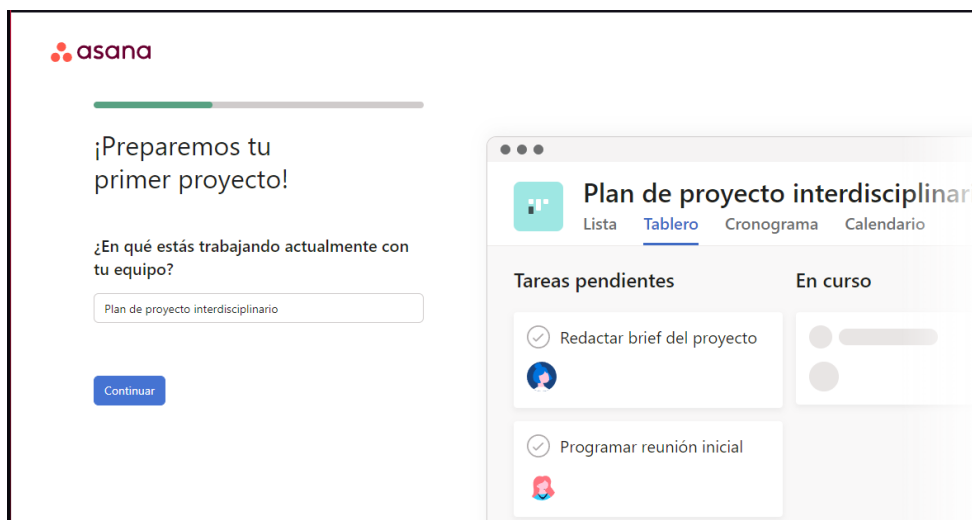 asana
¡Preparemos tu
primer proyecto!
¿En qué estás trabajando actualmente con
tu equipo?
Plan de proyecto interdisciplinario
Continuar
Plan de proyecto interdisciplinar
Lista Tablero Cronograma Calendario
Tareas pendientes
Redactar brief del proyecto
Programar reunión inicial
En curso